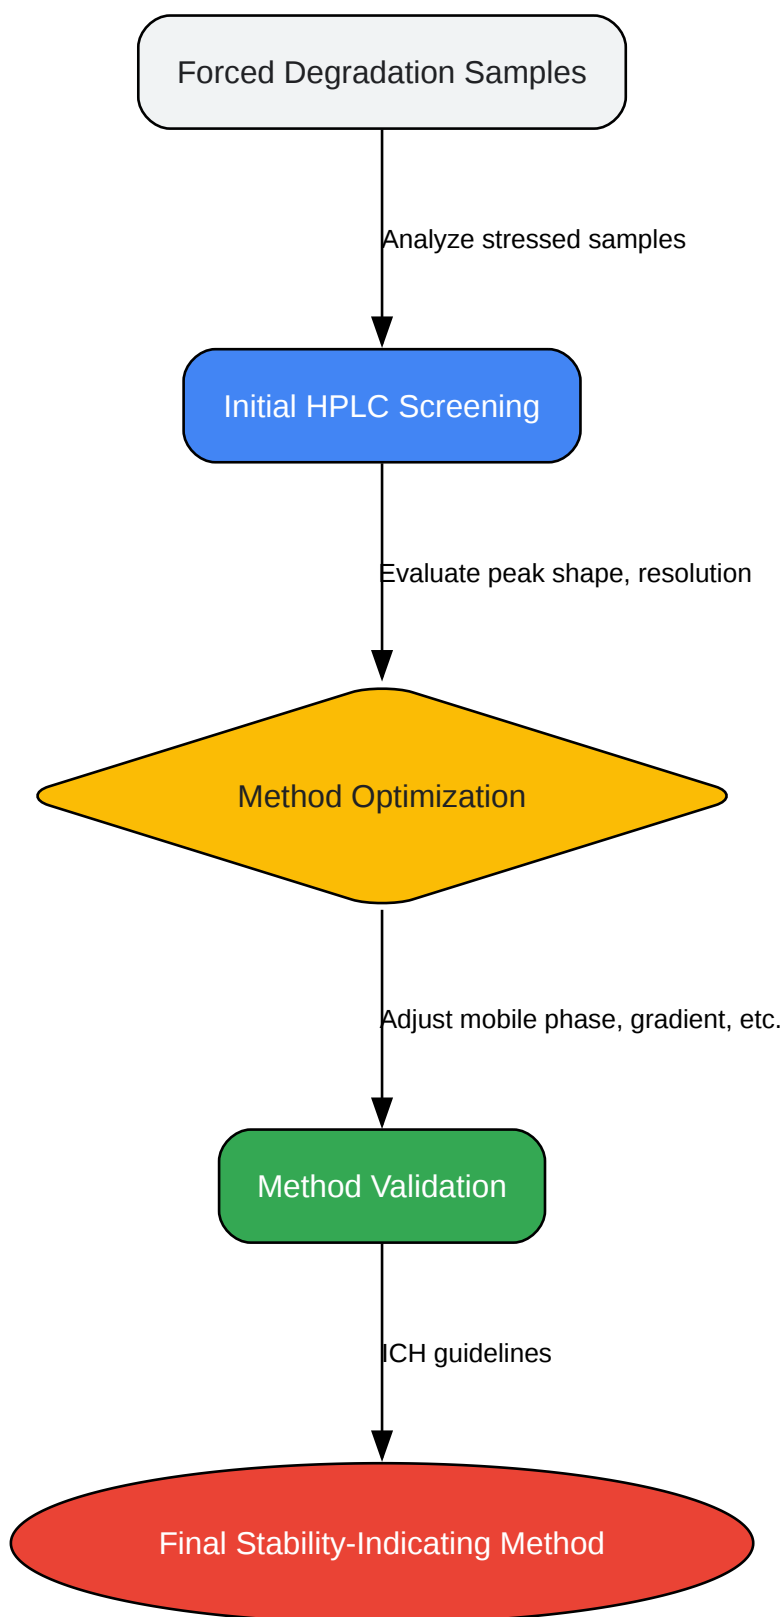 Forced Degradation Samples
Analyze stressed samples
Initial HPLC Screening
Evaluate peak shape, resolution
Method Optimization
Adjust mobile phase, gradient, etc.
Method Validation
ICH guidelines
Final Stability-Indicating Method